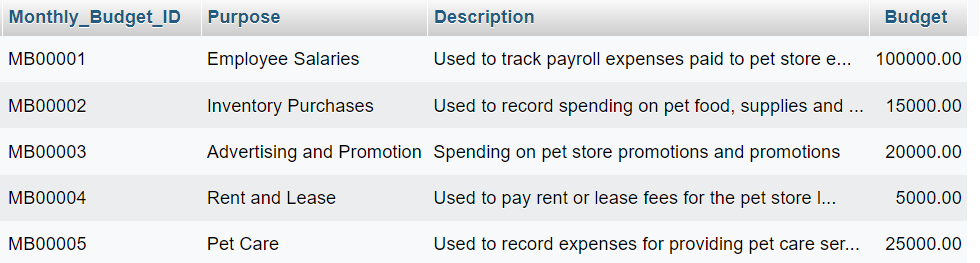 Monthly_Budget_ID Purpose Description Budget
MB00001 Employee Salaries Used to track payroll expenses paid to pet store e... 100000.00
MB00002 Inventory Purchases Used to record spending on pet food, supplies and ... 15000.00
MB00003 Advertising and Promotion Spending on pet store promotions and promotions 20000.00
MB00004 Rent and Lease Used to pay rent or lease fees for the pet store l... 5000.00
MB00005 Pet Care Used to record expenses for providing pet care ser... 25000.00